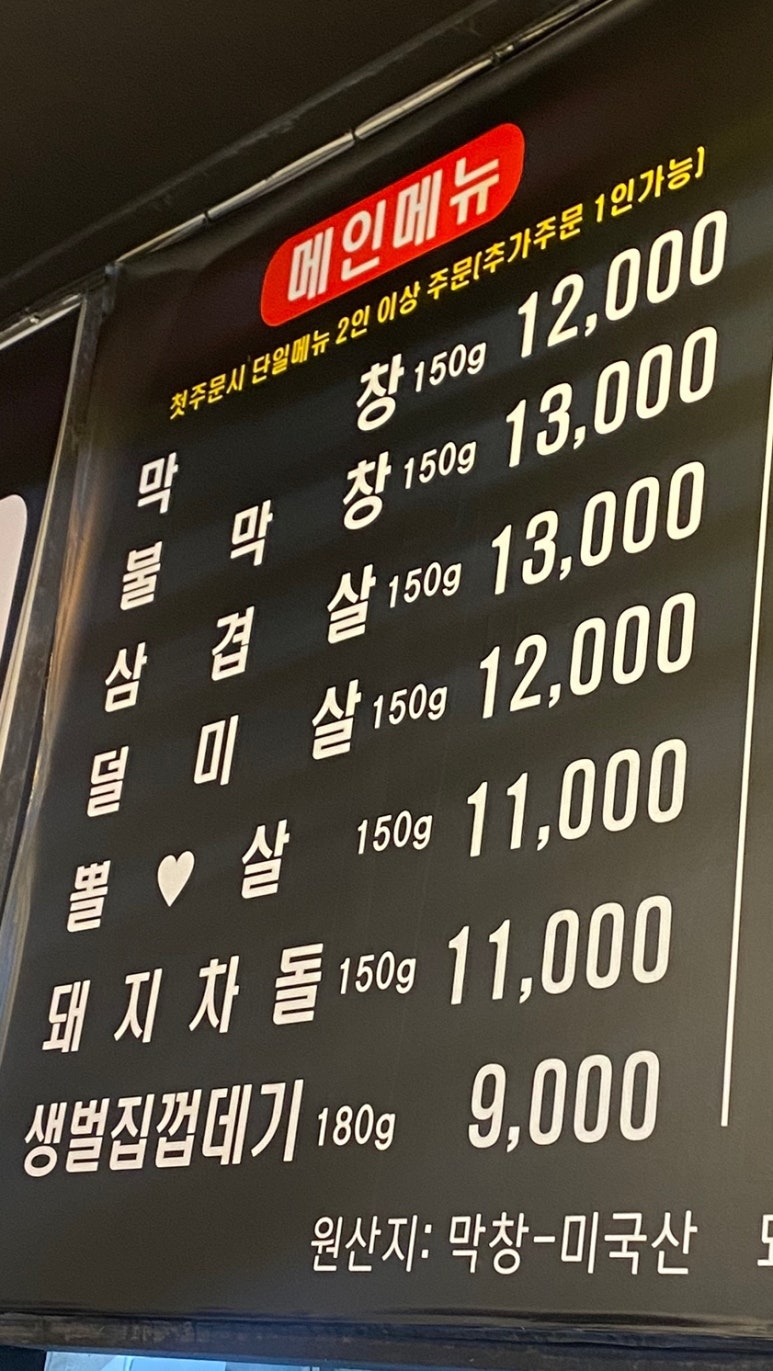 메인메뉴
첫주문시 단일메뉴 2인 이상 주문(추가주문 1인가능)
막 창 150g 12,000
불 막 창 150g 13,000
삼 겹 살 150g 13,000
덜 미 살 150g 12,000
뽈 ♥ 살 150g 11,000
돼 지 차 돌 150g 11,000
생벌집껍데기 180g 9,000
원산지: 막창-미국산